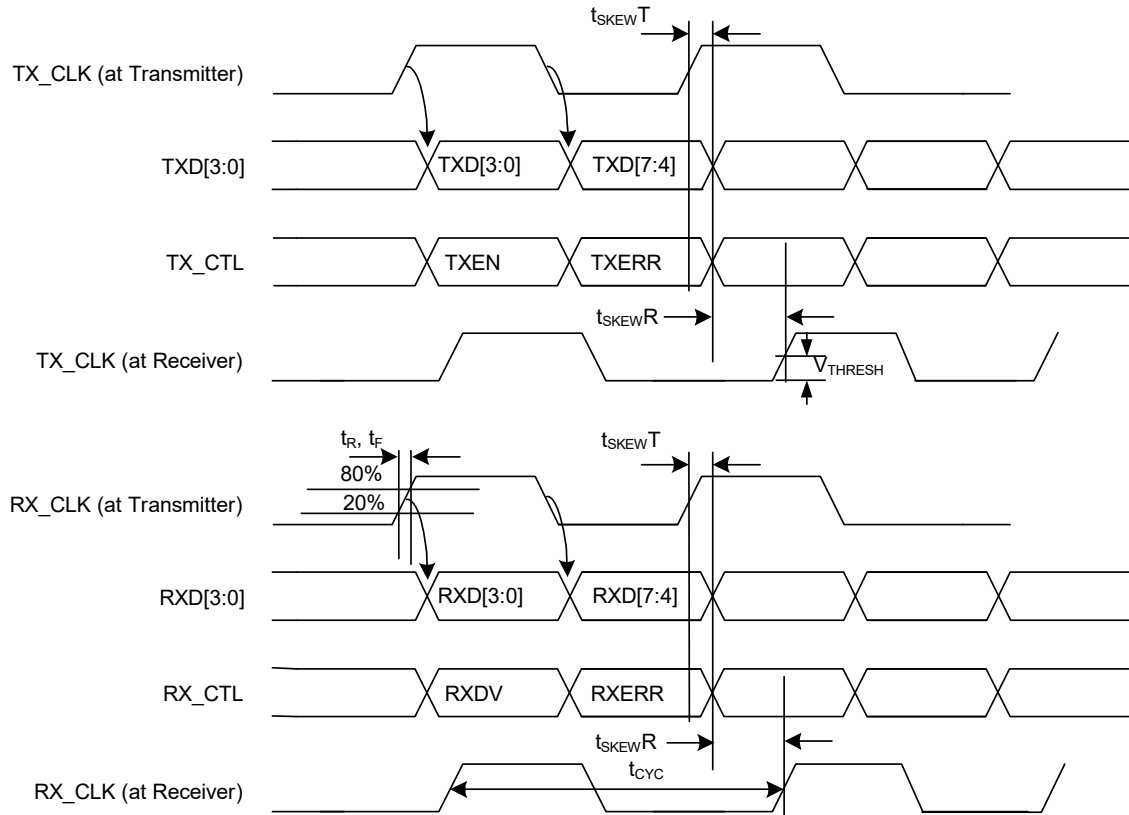 tSKEWT
TX_CLK (at Transmitter)
TXD[3:0] TXD[3:0] TXD[7:4]
TX_CTL TXEN TXERR
tSKEWR
TX_CLK (at Receiver)
VTHRESH
tR, tF tSKEWT
80%
RX_CLK (at Transmitter) 20%
RXD[3:0] RXD[3:0] RXD[7:4]
RX_CTL RXDV RXERR
tSKEWR
tCYC
RX_CLK (at Receiver)